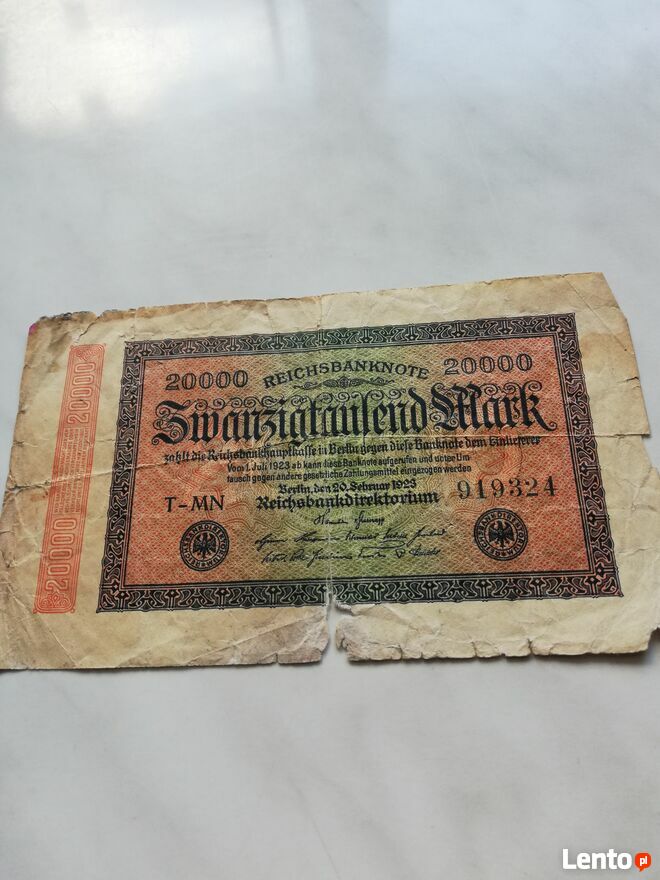 20000
20000
20000 REICHSBANKNOTE 20000
Zwanzigtausend Mark
zahlt die Reichsbankhauptkasse in Berlin gegen diese Banknote dem Einlieferer
Vom 1. Juli 1923 ab kann diese Banknote aufgerufen und unter Um-
tausch gegen andere gesetzliche Zahlungsmittel eingezogen werden
Berlin, den 20. Februar 1923
T-MN Reichsbankdirektorium 919324
Lento.pl